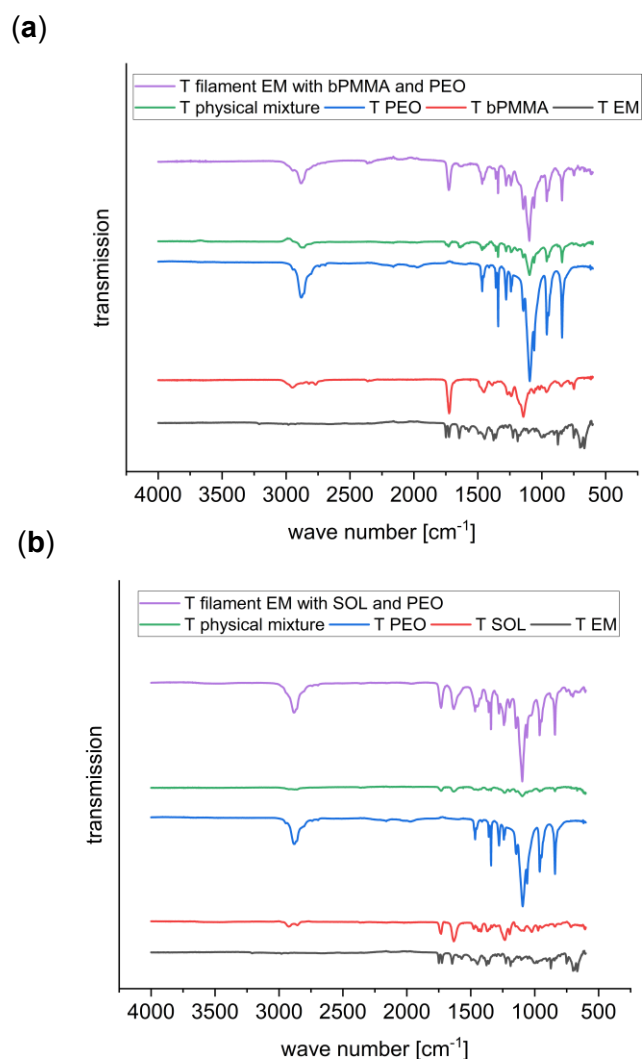 (a)
T filament EM with bPMMA and PEO
T physical mixture T PEO T bPMMA T EM
transmission
4000 3500 3000 2500 2000 1500 1000 500
wave number [cm⁻¹]
(b)
T filament EM with SOL and PEO
T physical mixture T PEO T SOL T EM
transmission
4000 3500 3000 2500 2000 1500 1000 500
wave number [cm⁻¹]